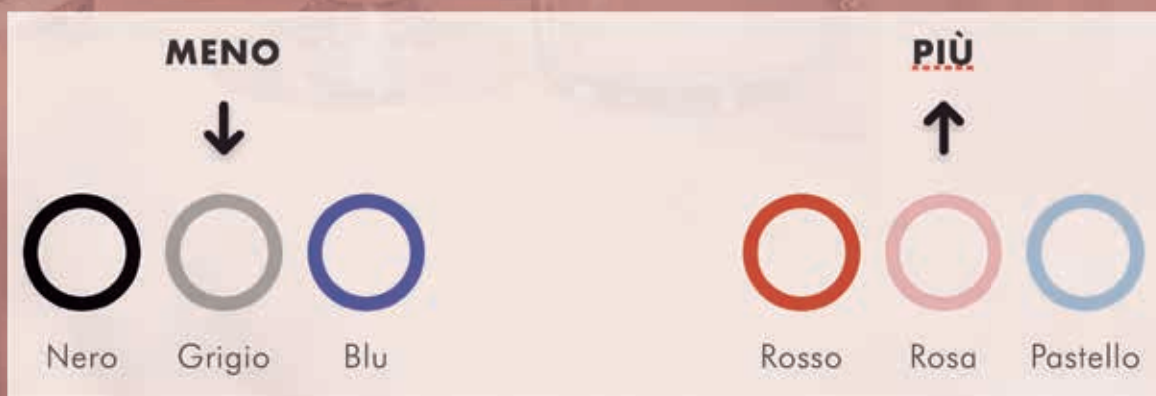 MENO
PIÙ
Nero
Grigio
Blu
Rosso
Rosa
Pastello